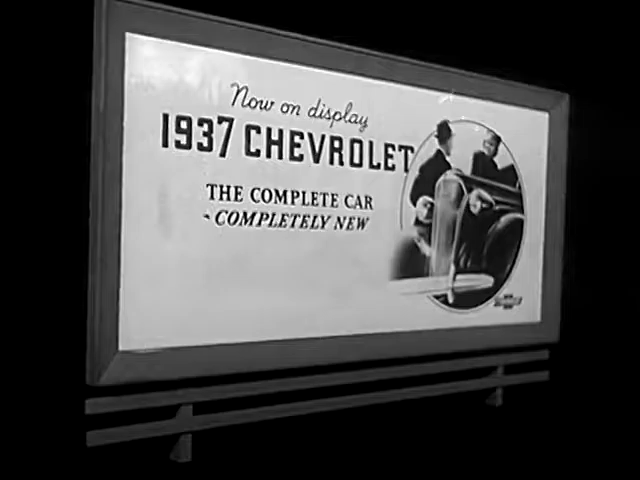 Now on display
1937 CHEVROLET
THE COMPLETE CAR
-COMPLETELY NEW